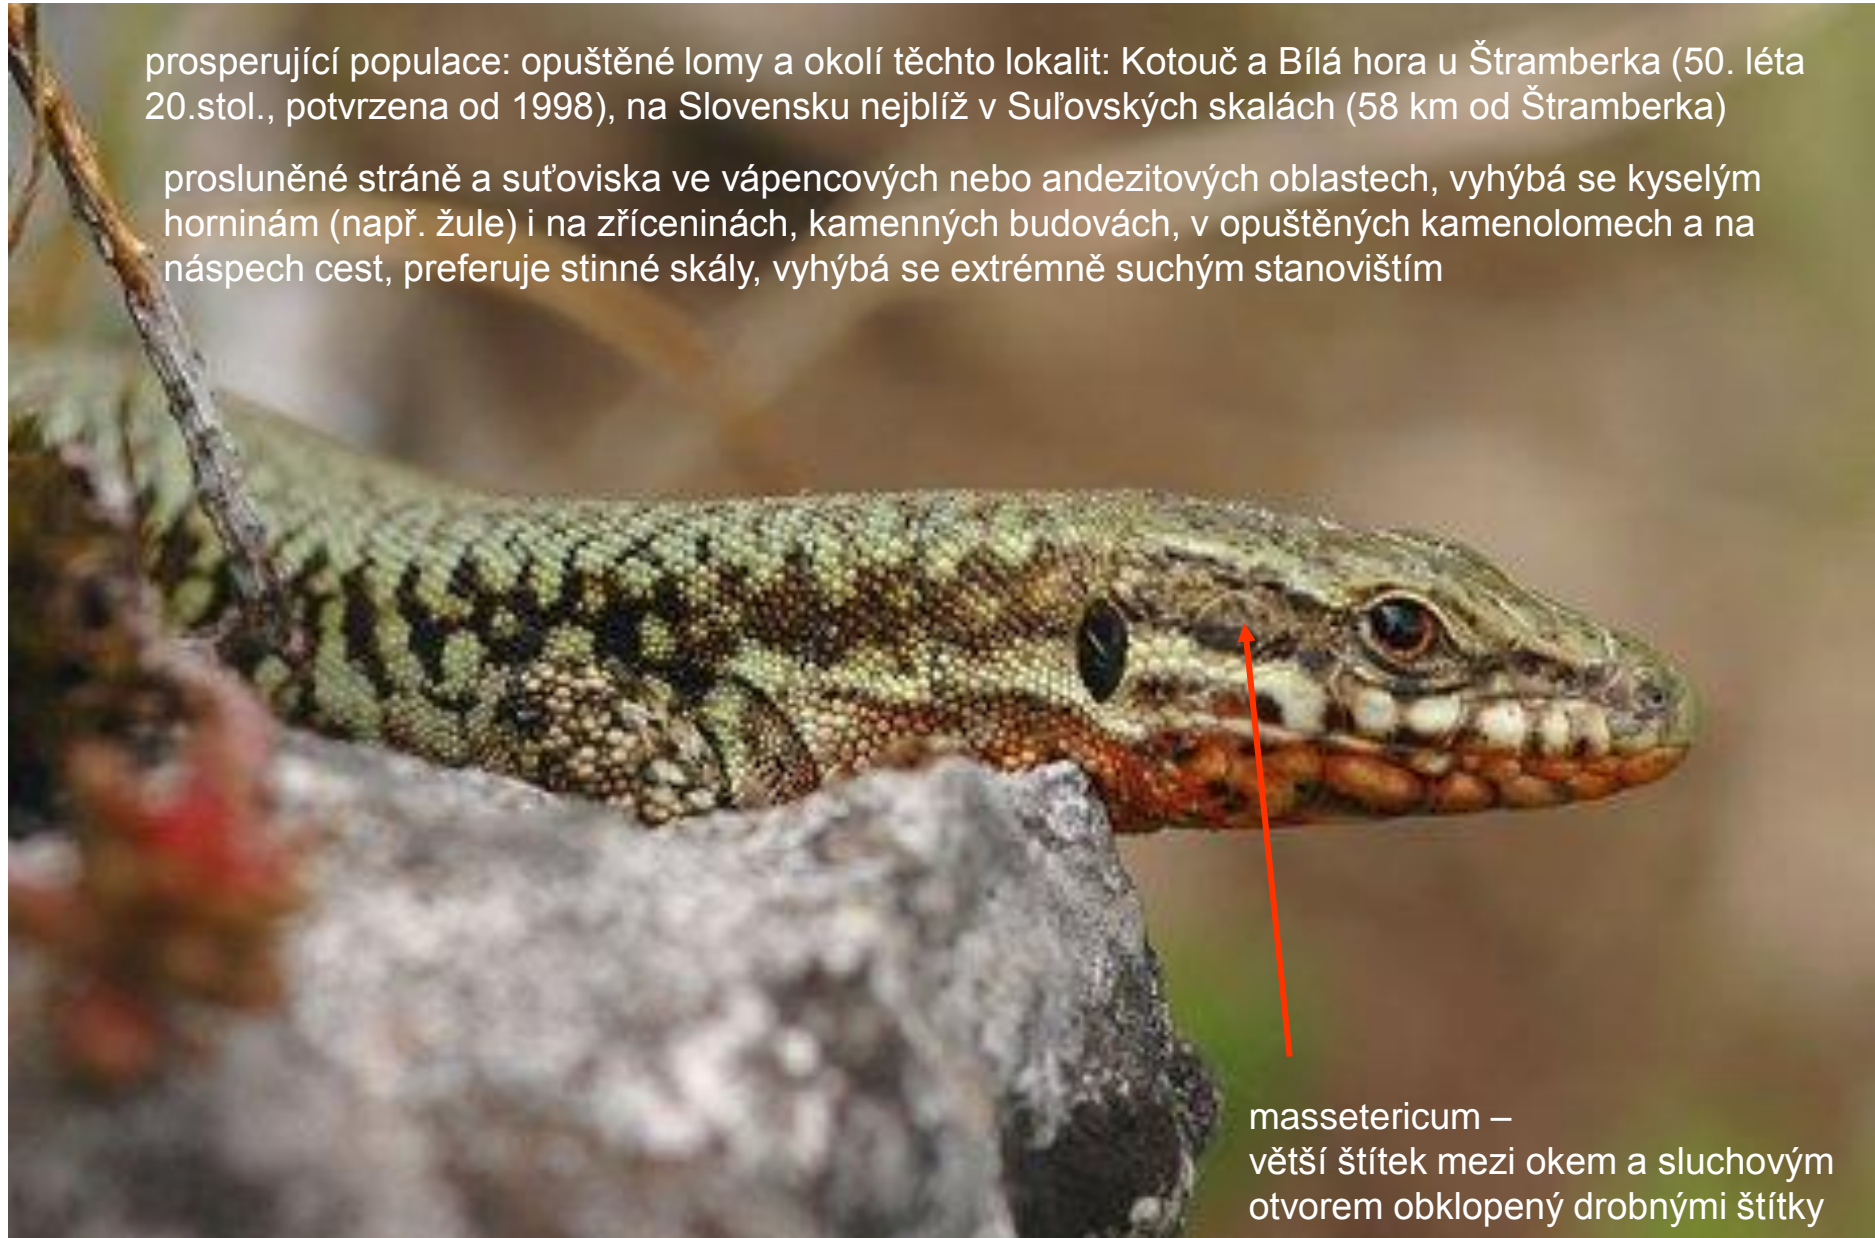 prosperující populace: opuštěné lomy a okolí těchto lokalit: Kotouč a Bílá hora u Štramberka (50. léta
20.stol., potvrzena od 1998), na Slovensku nejblíž v Suľovských skalách (58 km od Štramberka)
prosluněné stráně a suťoviska ve vápencových nebo andezitových oblastech, vyhýbá se kyselým
horninám (např. žule) i na zříceninách, kamenných budovách, v opuštěných kamenolomech a na
náspech cest, preferuje stinné skály, vyhýbá se extrémně suchým stanovištím
massetericum –
větší štítek mezi okem a sluchovým
otvorem obklopený drobnými štítky